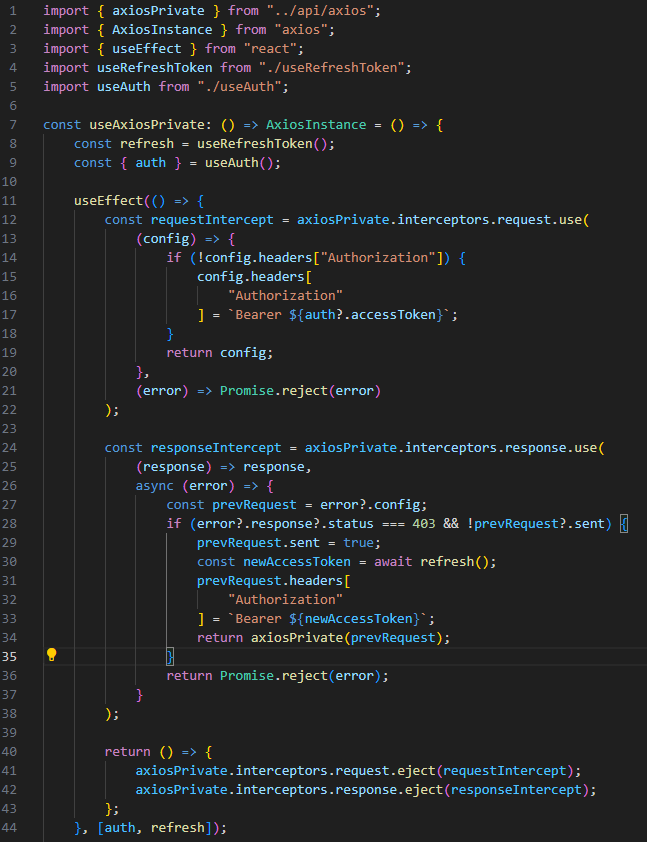 1 import { axiosPrivate } from "../api/axios";
2 import { AxiosInstance } from "axios";
3 import { useEffect } from "react";
4 import useRefreshToken from "./useRefreshToken";
5 import useAuth from "./useAuth";
6
7 const useAxiosPrivate: () => AxiosInstance = () => {
8     const refresh = useRefreshToken();
9     const { auth } = useAuth();
10
11     useEffect(() => {
12         const requestIntercept = axiosPrivate.interceptors.request.use(
13             (config) => {
14                 if (!config.headers["Authorization"]) {
15                     config.headers[
16                         "Authorization"
17                     ] = `Bearer ${auth?.accessToken}`;
18                 }
19                 return config;
20             },
21             (error) => Promise.reject(error)
22         );
23
24         const responseIntercept = axiosPrivate.interceptors.response.use(
25             (response) => response,
26             async (error) => {
27                 const prevRequest = error?.config;
28                 if (error?.response?.status === 403 && !prevRequest?.sent) {
29                     prevRequest.sent = true;
30                     const newAccessToken = await refresh();
31                     prevRequest.headers[
32                         "Authorization"
33                     ] = `Bearer ${newAccessToken}`;
34                     return axiosPrivate(prevRequest);
35                 }
36                 return Promise.reject(error);
37             }
38         );
39
40         return () => {
41             axiosPrivate.interceptors.request.eject(requestIntercept);
42             axiosPrivate.interceptors.response.eject(responseIntercept);
43         };
44     }, [auth, refresh]);